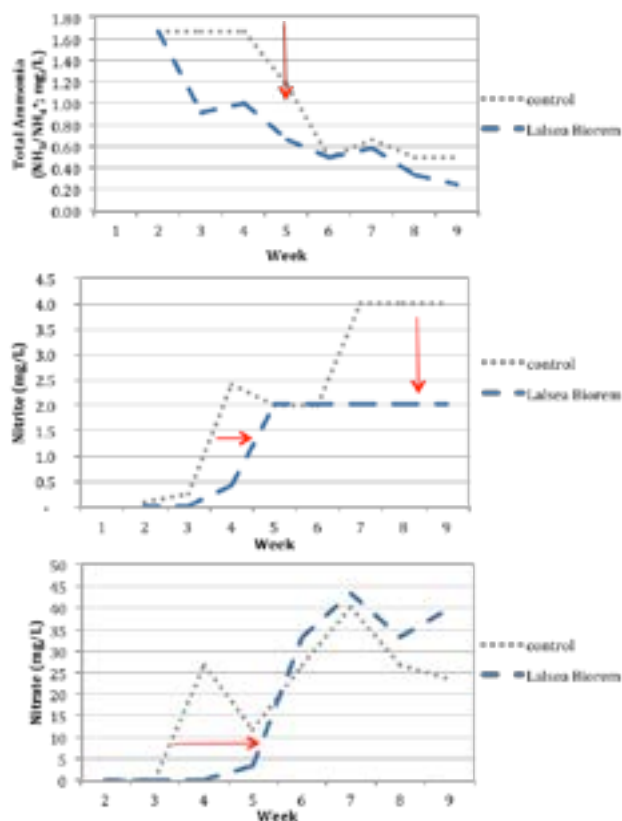 1.80
1.60
1.40
1.20
1.00
0.80
0.60
0.40
0.20
0.00
Total Ammonia
(NH₃/NH₄⁺; mg/L)
1 2 3 4 5 6 7 8 9
Week
control
Lalsea Biorem
4.5
4.0
3.5
3.0
2.5
2.0
1.5
1.0
0.5
-
Nitrite (mg/L)
1 2 3 4 5 6 7 8 9
Week
control
Lalsea Biorem
50
45
40
35
30
25
20
15
10
5
0
Nitrate (mg/L)
2 3 4 5 6 7 8 9
Week
control
Lalsea Biorem